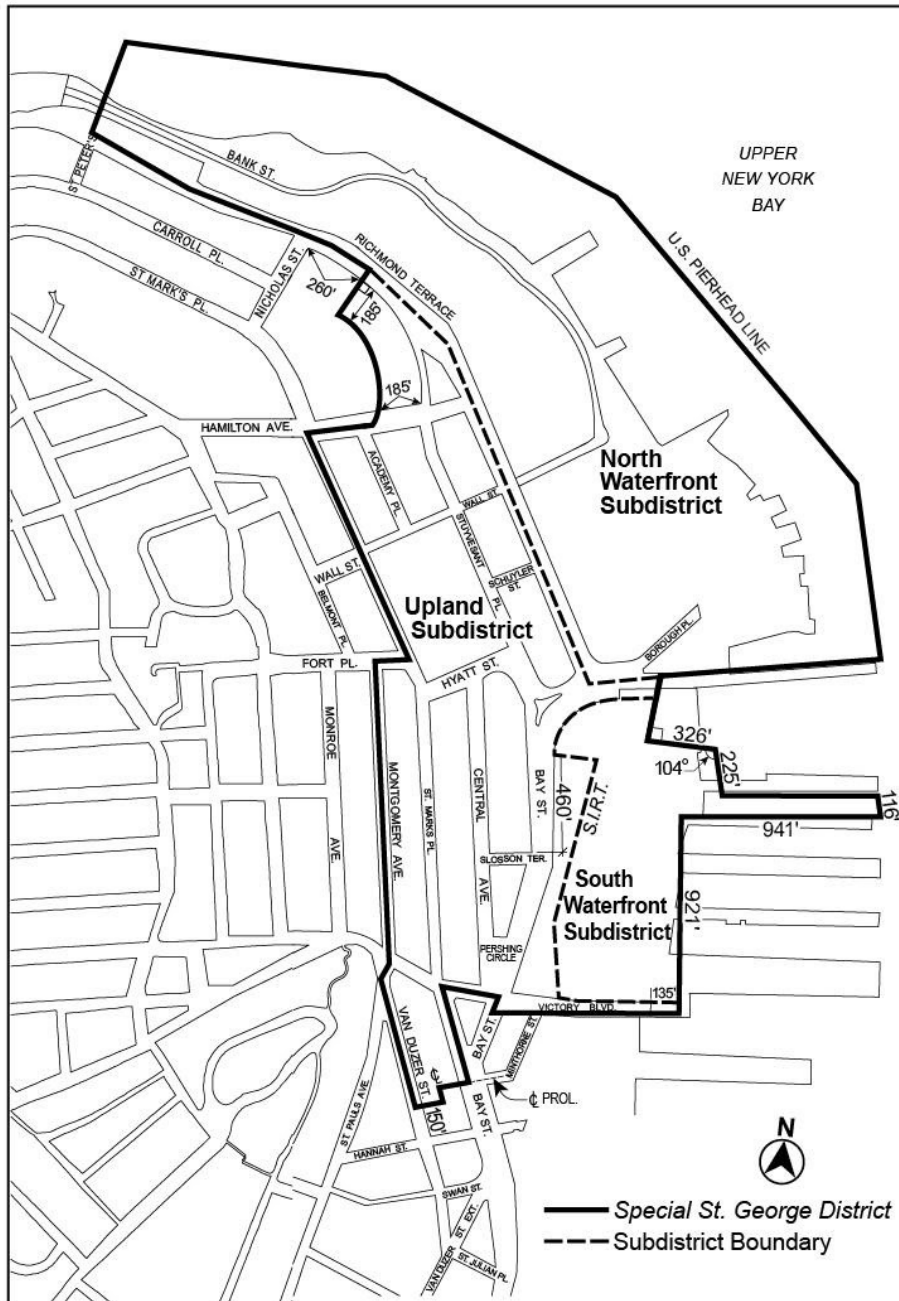 UPPER
NEW YORK
BAY
ST PETER'S
BANK ST.
CARROLL PL.
ST MARK'S PL.
NICHOLAS ST.
RICHMOND TERRACE
U.S. PIERHEAD LINE
260'
185'
185'
HAMILTON AVE.
ACADEMY PL.
North
Waterfront
Subdistrict
WALL ST.
STUYVESANT
PL.
SCHUYLER
ST.
WALL ST.
BELMONT PL.
Upland
Subdistrict
BOROUGH PL.
FORT PL.
HYATT ST.
MONROE
AVE.
MONTGOMERY AVE.
ST. MARKS PL.
CENTRAL
AVE.
BAY ST.
460'
S.I.R.T.
326'
104°
225'
116'
941'
SLOSSON TER.
South
Waterfront
Subdistrict
921'
PERSHING
CIRCLE
135'
VICTORY BLVD.
VAN DUZER ST.
BAY ST.
MINTHORNE ST.
ST. PAULS AVE.
150'
BAY ST.
℄ PROL.
HANNAH ST.
SWAN ST.
VAN DUZER ST. EXT.
ST. JULIAN PL.
N
Special St. George District
Subdistrict Boundary